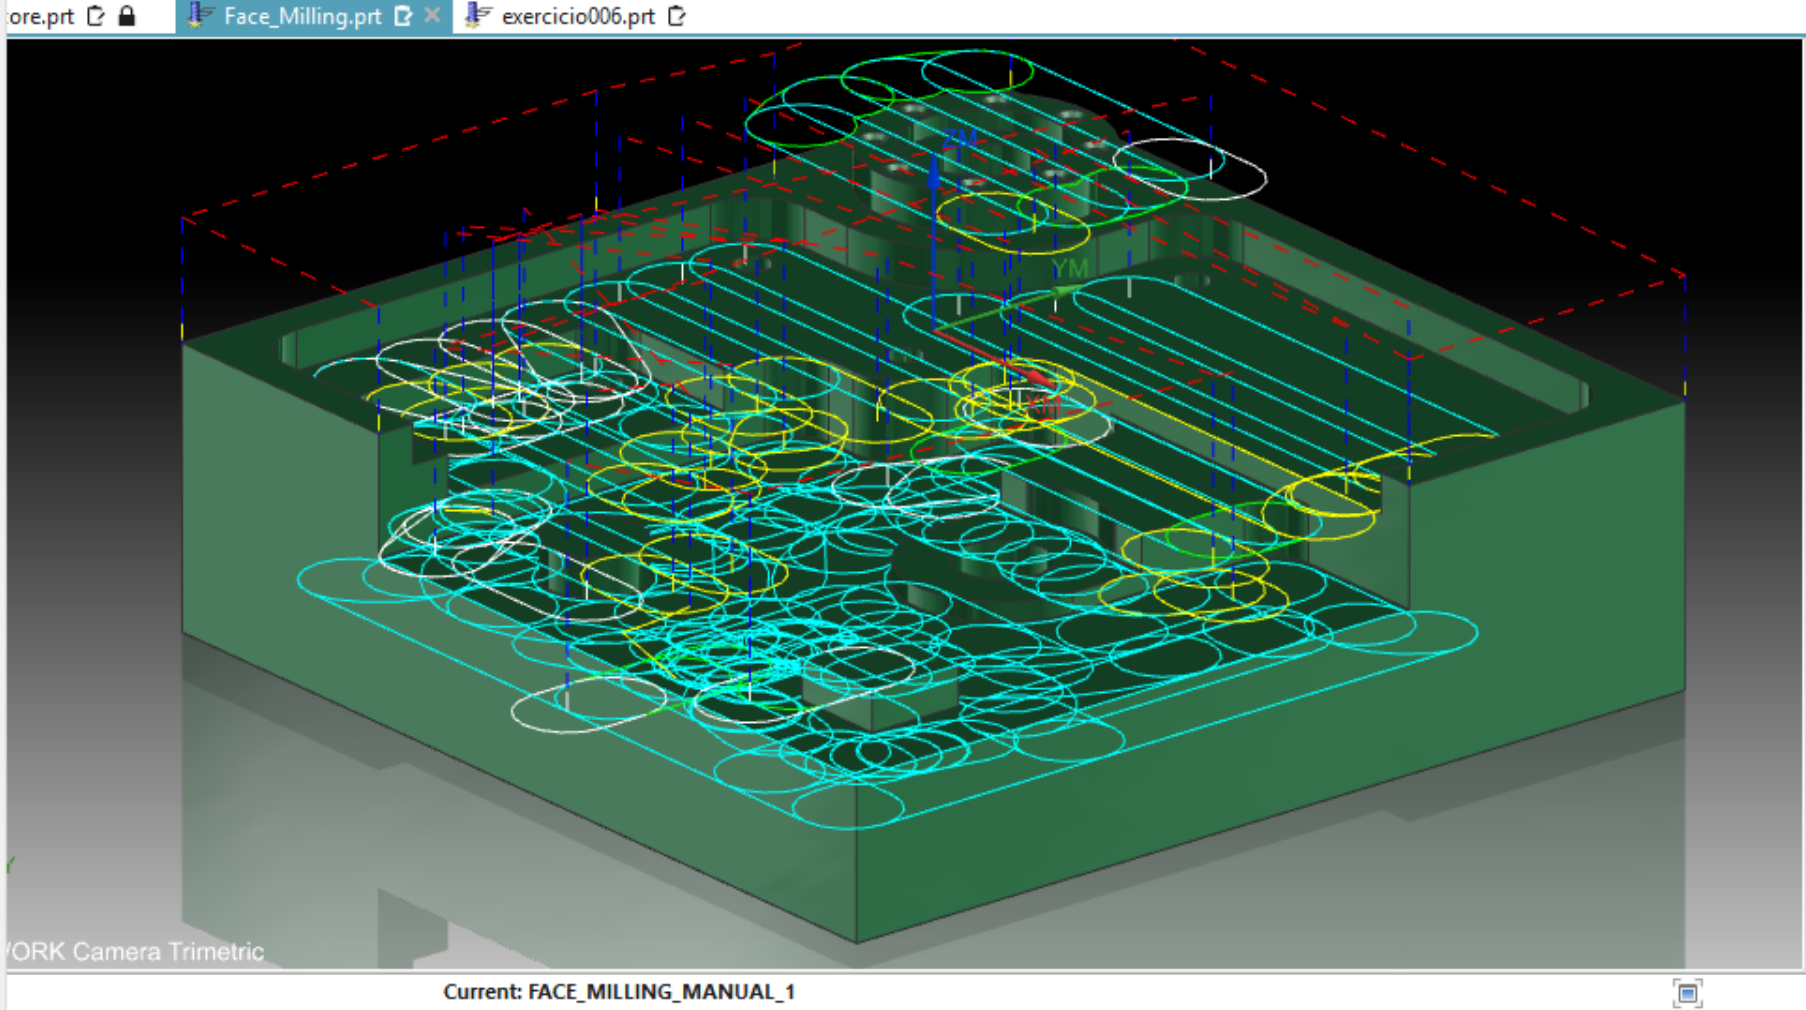 ore.prt Face_Milling.prt exercicio006.prt
ZM
YM
XM
ORK Camera Trimetric
Current: FACE_MILLING_MANUAL_1